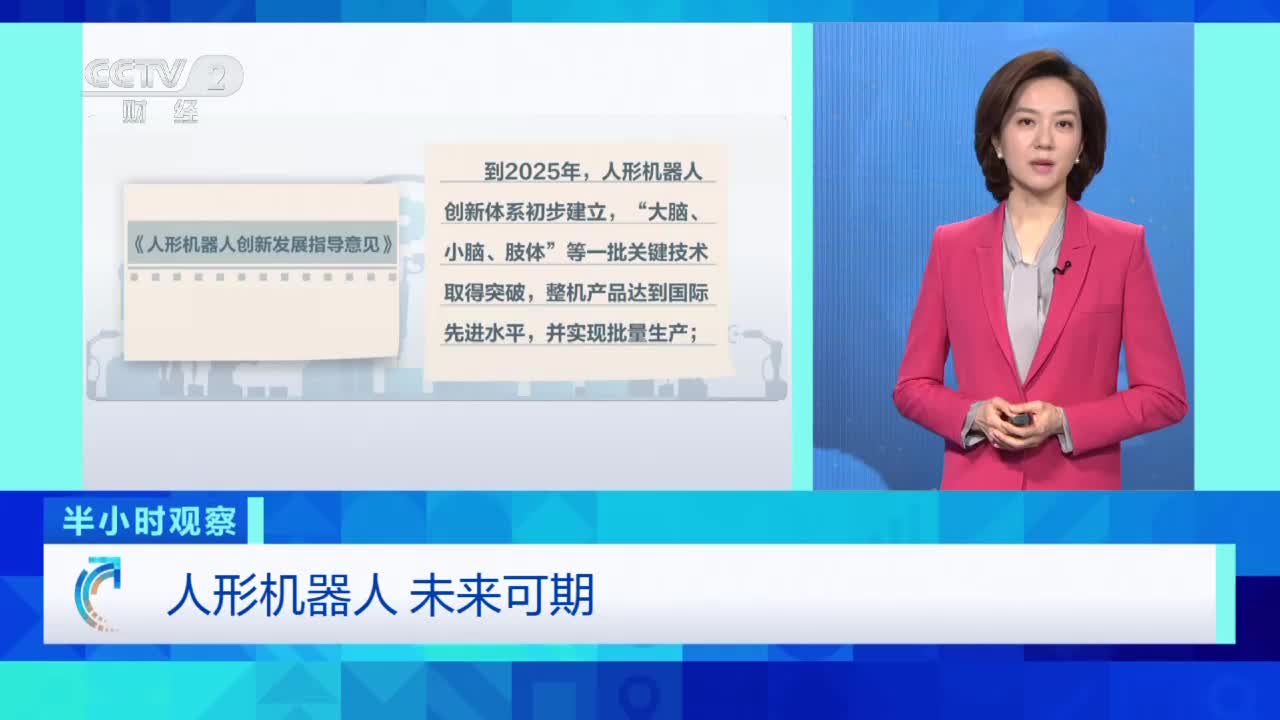 CCTV 2
财经
《人形机器人创新发展指导意见》
到2025年，人形机器人
创新体系初步建立，“大脑、
小脑、肢体”等一批关键技术
取得突破，整机产品达到国际
先进水平，并实现批量生产；
半小时观察
人形机器人 未来可期